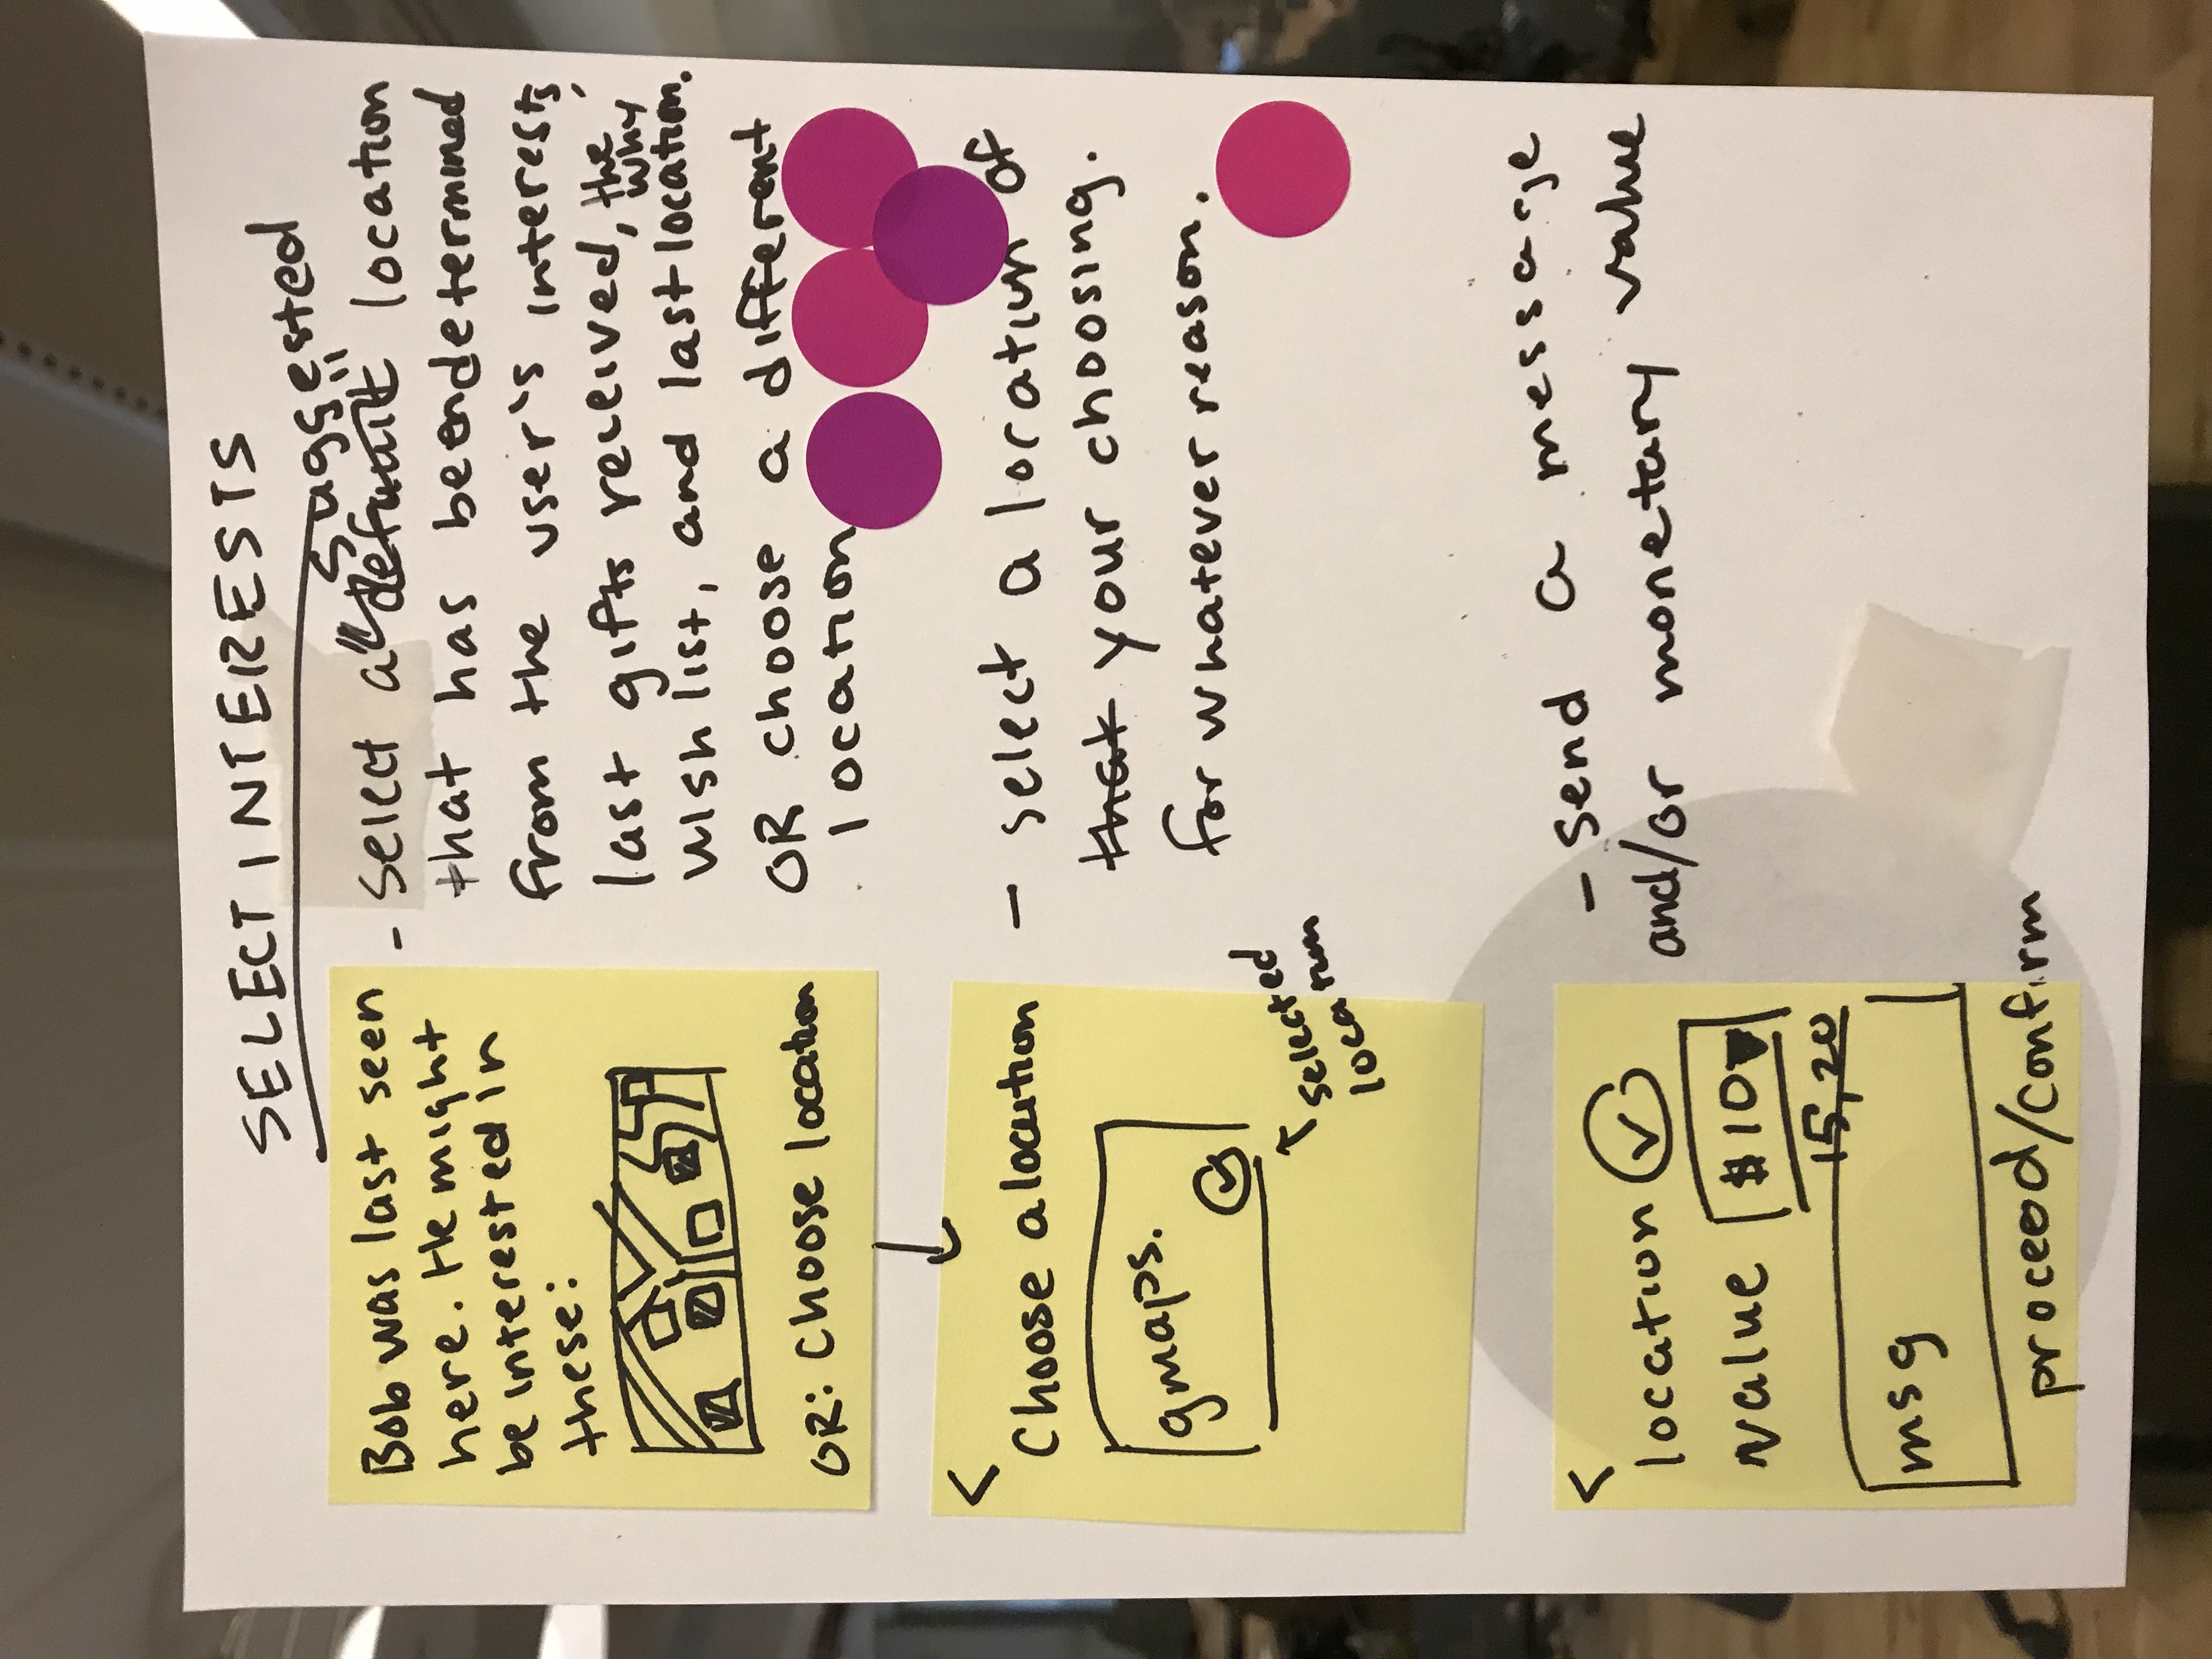 SELECT INTERESTS
Bob was last seen
here. He might
be interested in
these:
OR: Choose location
suggested
- Select a "default" location
that has been determined
from the user's interests,
last gifts received, the
why
wish list, and last location.
OR choose a different
location
<
Choose a location
gmaps.
selected
location
- select a location of
that your choosing.
for whatever reason.
<
location
value $10
15, 20
msg
proceed/confirm
- Send a message
and/or monetary value